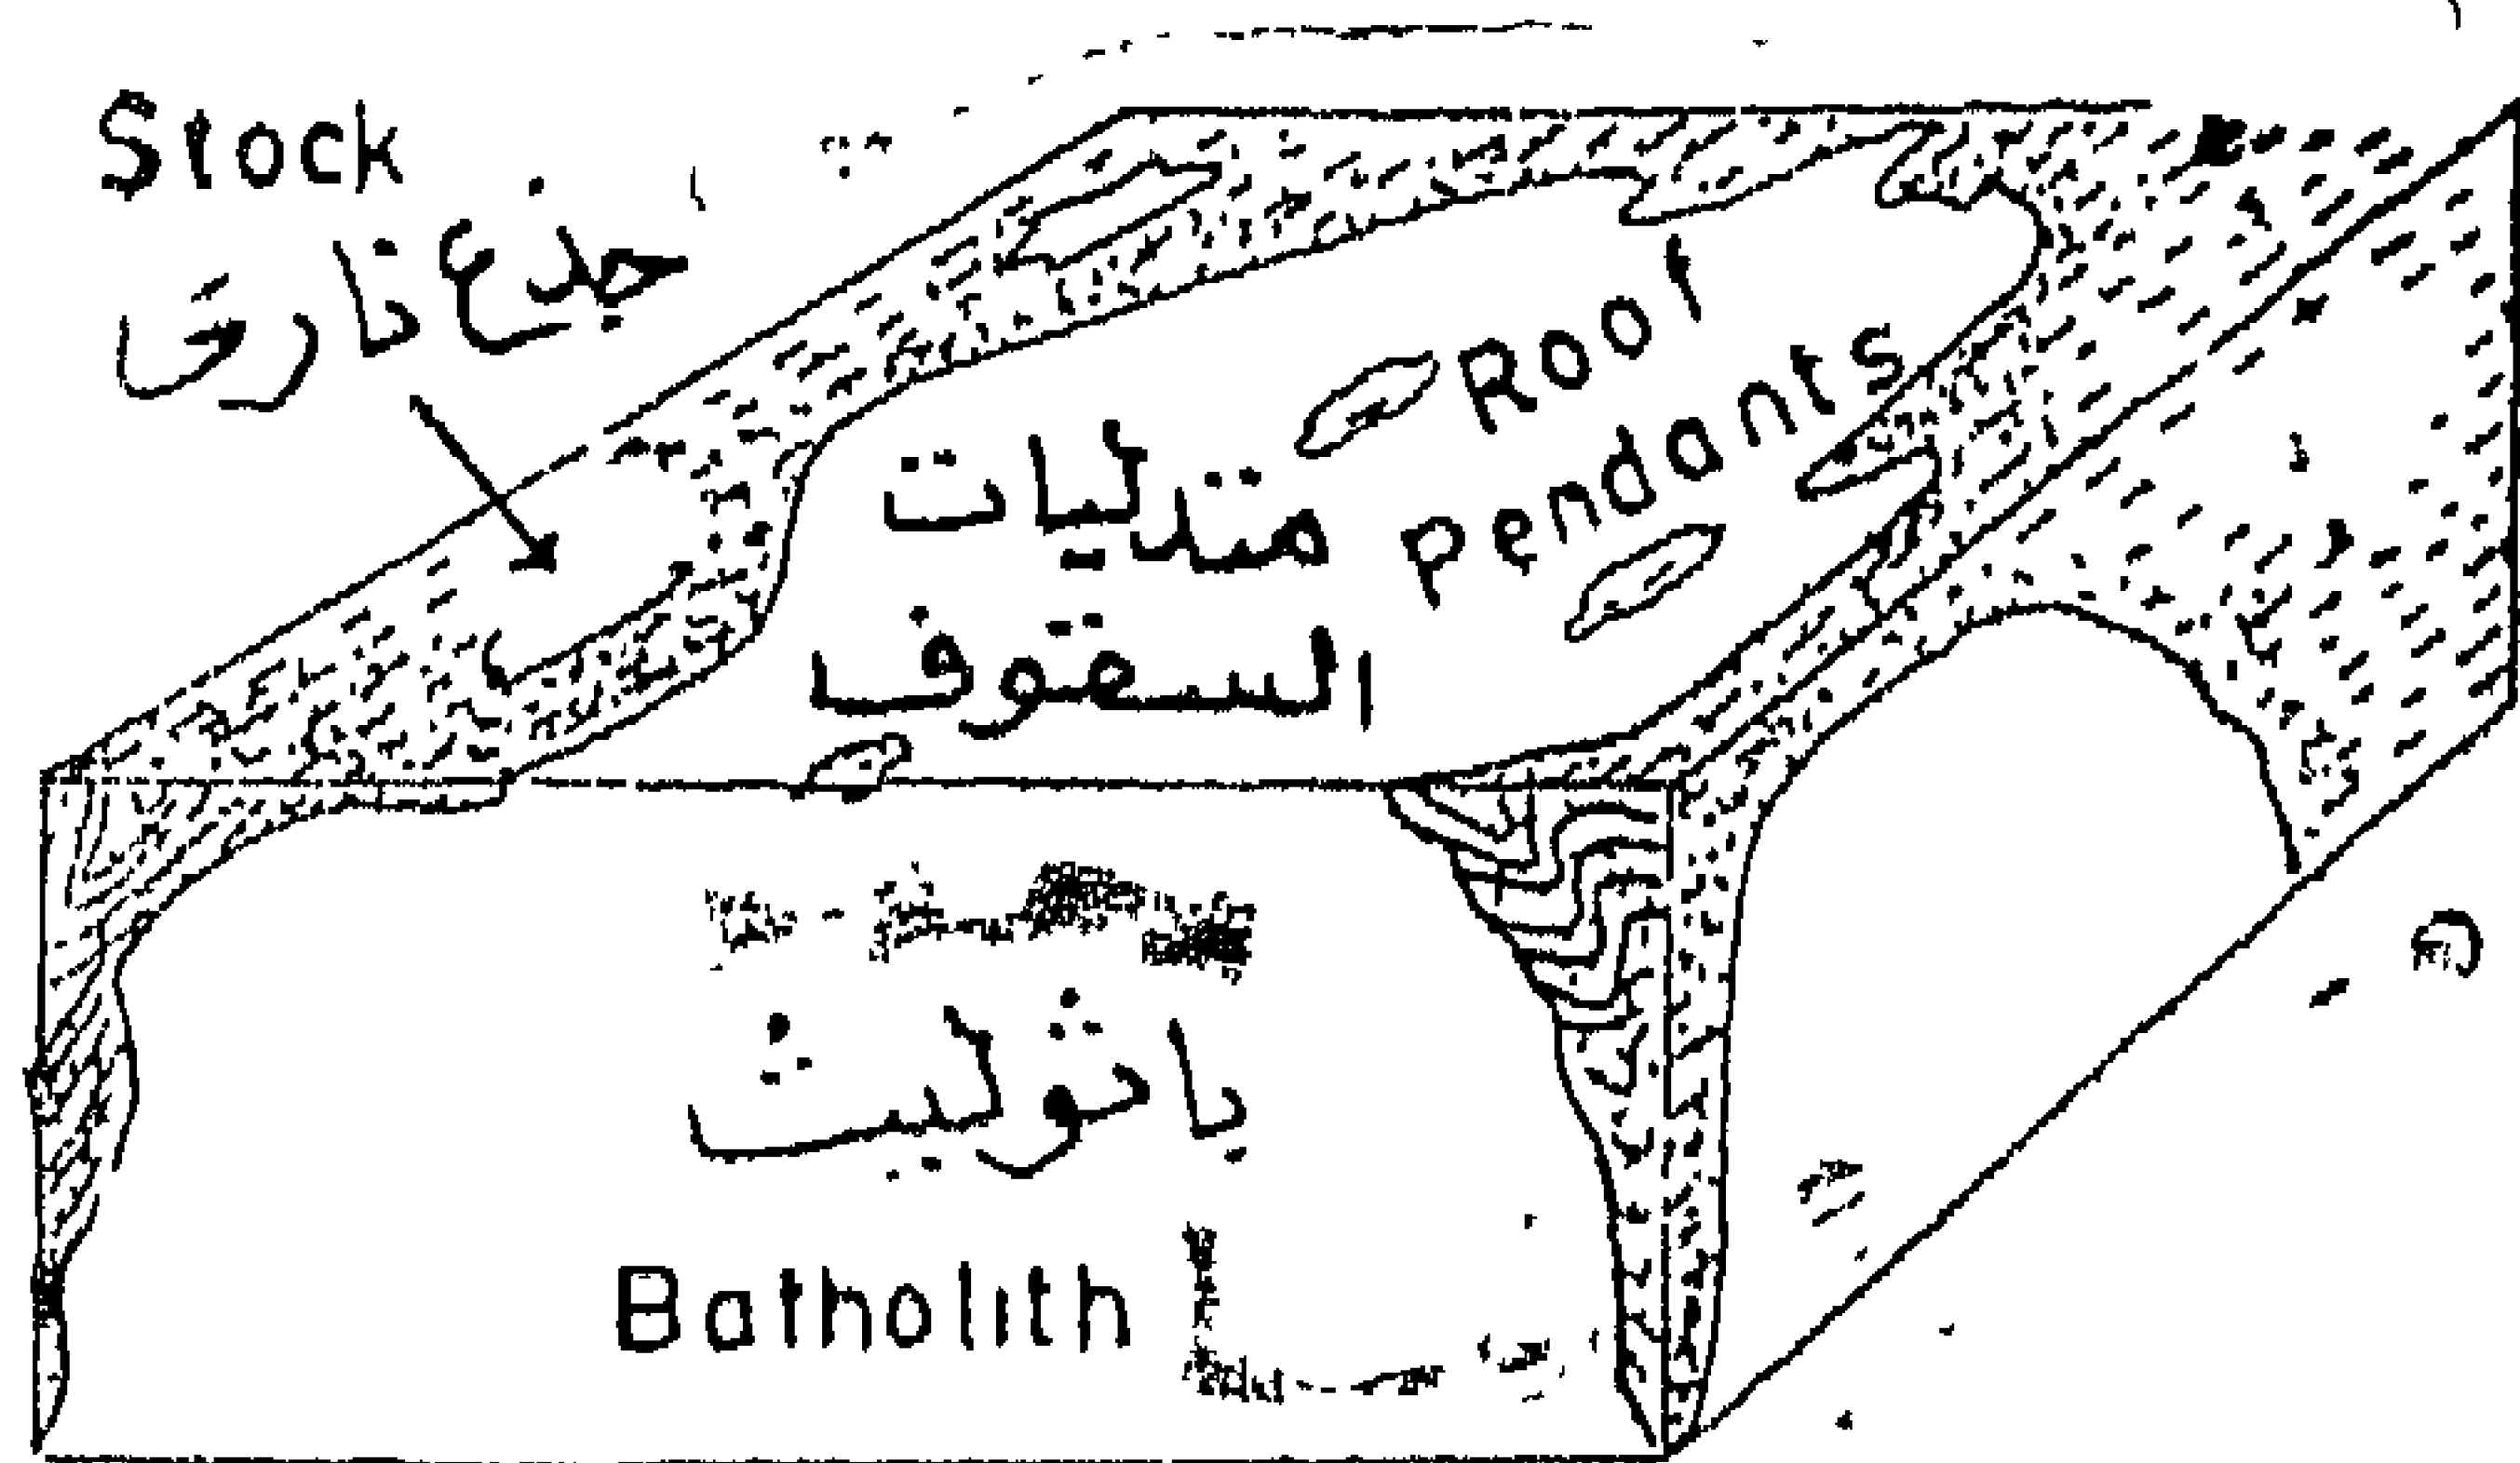 Stock
جذع نارى
Roof
pendants
متدليات
السقوف
باثوليث
Batholith